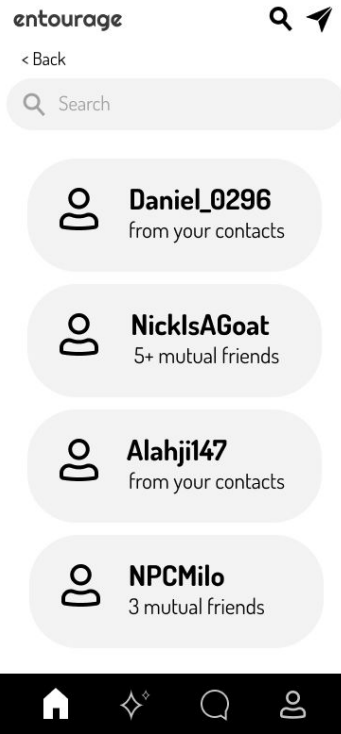 entourage
< Back
Search
Daniel_0296
from your contacts
NickIsAGoat
5+ mutual friends
Alahji147
from your contacts
NPCMilo
3 mutual friends